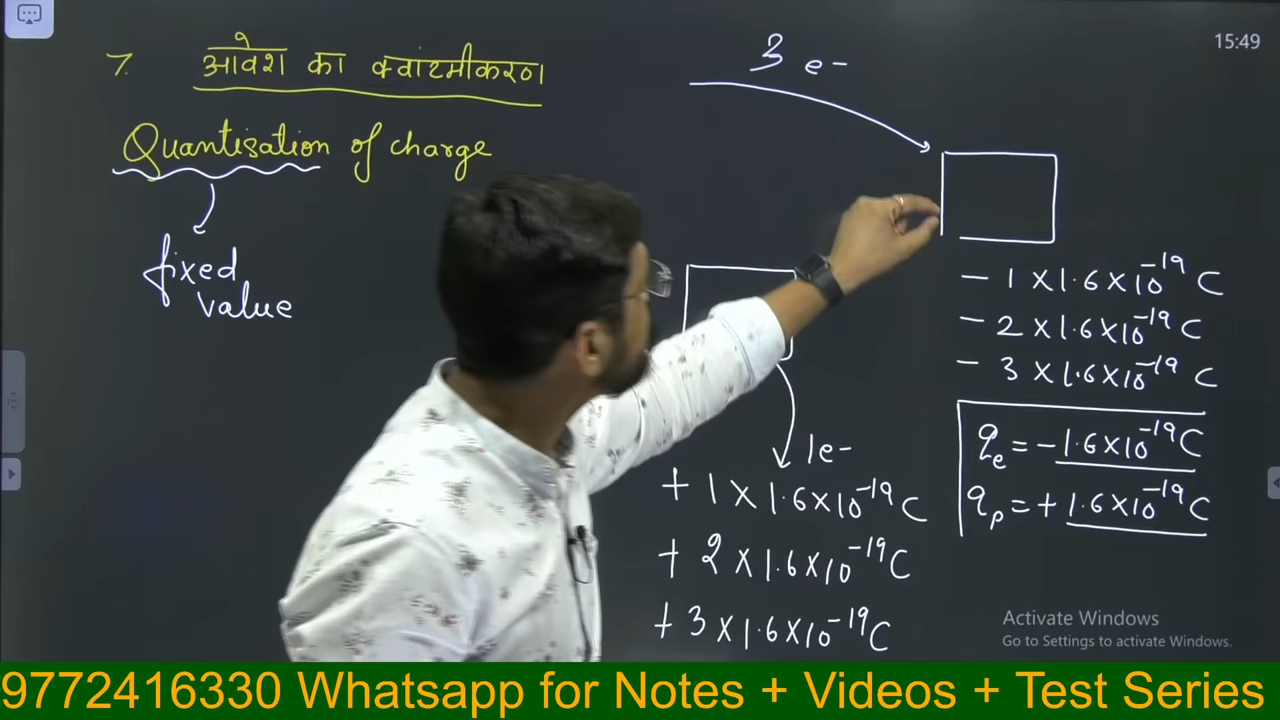 15:49
7. आवेश का क्वांटमीकरण
Quantisation of charge
fixed
value
3 e-
- 1 X 1.6 X 10^-19 C
- 2 X 1.6 X 10^-19 C
- 3 X 1.6 X 10^-19 C
qe = - 1.6 X 10^-19 C
qp = + 1.6 X 10^-19 C
1e-
+ 1 X 1.6 X 10^-19 C
+ 2 X 1.6 X 10^-19 C
+ 3 X 1.6 X 10^-19 C
Activate Windows
Go to Settings to activate Windows.
9772416330 Whatsapp for Notes + Videos + Test Series